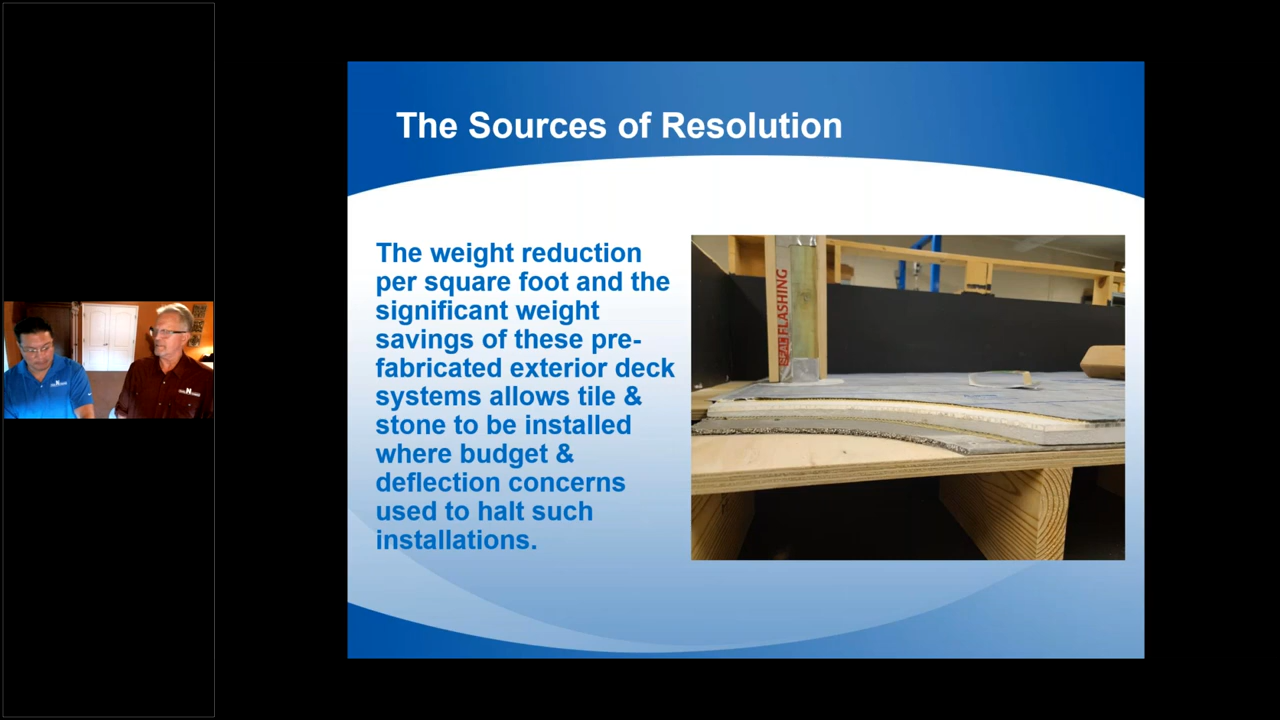 The Sources of Resolution
The weight reduction
per square foot and the
significant weight
savings of these pre-
fabricated exterior deck
systems allows tile &
stone to be installed
where budget &
deflection concerns
used to halt such
installations.
FLASHING